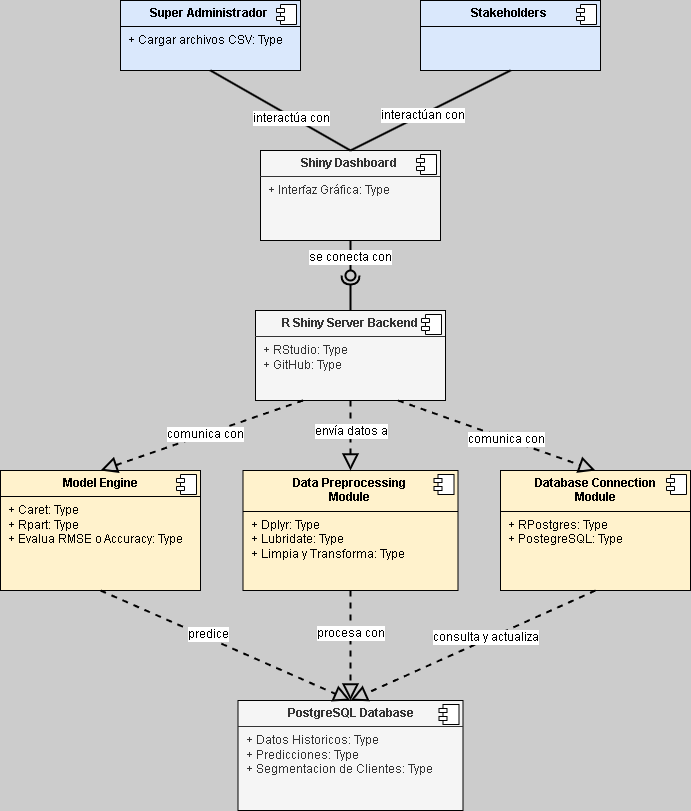 Super Administrador
+ Cargar archivos CSV: Type
Stakeholders
interactúa con
interactúan con
Shiny Dashboard
+ Interfaz Gráfica: Type
se conecta con
R Shiny Server Backend
+ RStudio: Type
+ GitHub: Type
comunica con
envía datos a
comunica con
Model Engine
+ Caret: Type
+ Rpart: Type
+ Evalua RMSE o Accuracy: Type
Data Preprocessing
Module
+ Dplyr: Type
+ Lubridate: Type
+ Limpia y Transforma: Type
Database Connection
Module
+ RPostgres: Type
+ PostegreSQL: Type
predice
procesa con
consulta y actualiza
PostgreSQL Database
+ Datos Historicos: Type
+ Predicciones: Type
+ Segmentacion de Clientes: Type